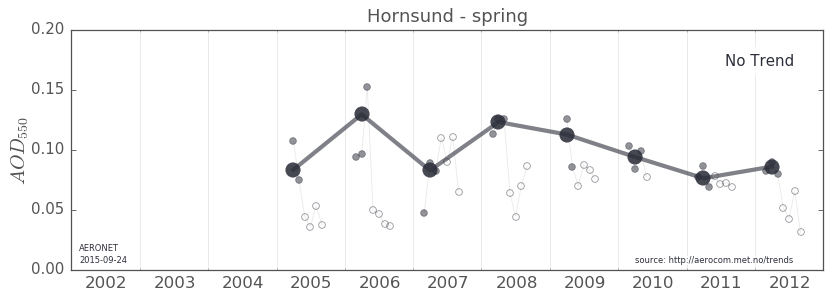 Hornsund - spring
0.20
No Trend
0.15
AOD550
0.10
0.05
AERONET
2015-09-24
source: http://aerocom.met.no/trends
0.00
2002 2003 2004 2005 2006 2007 2008 2009 2010 2011 2012